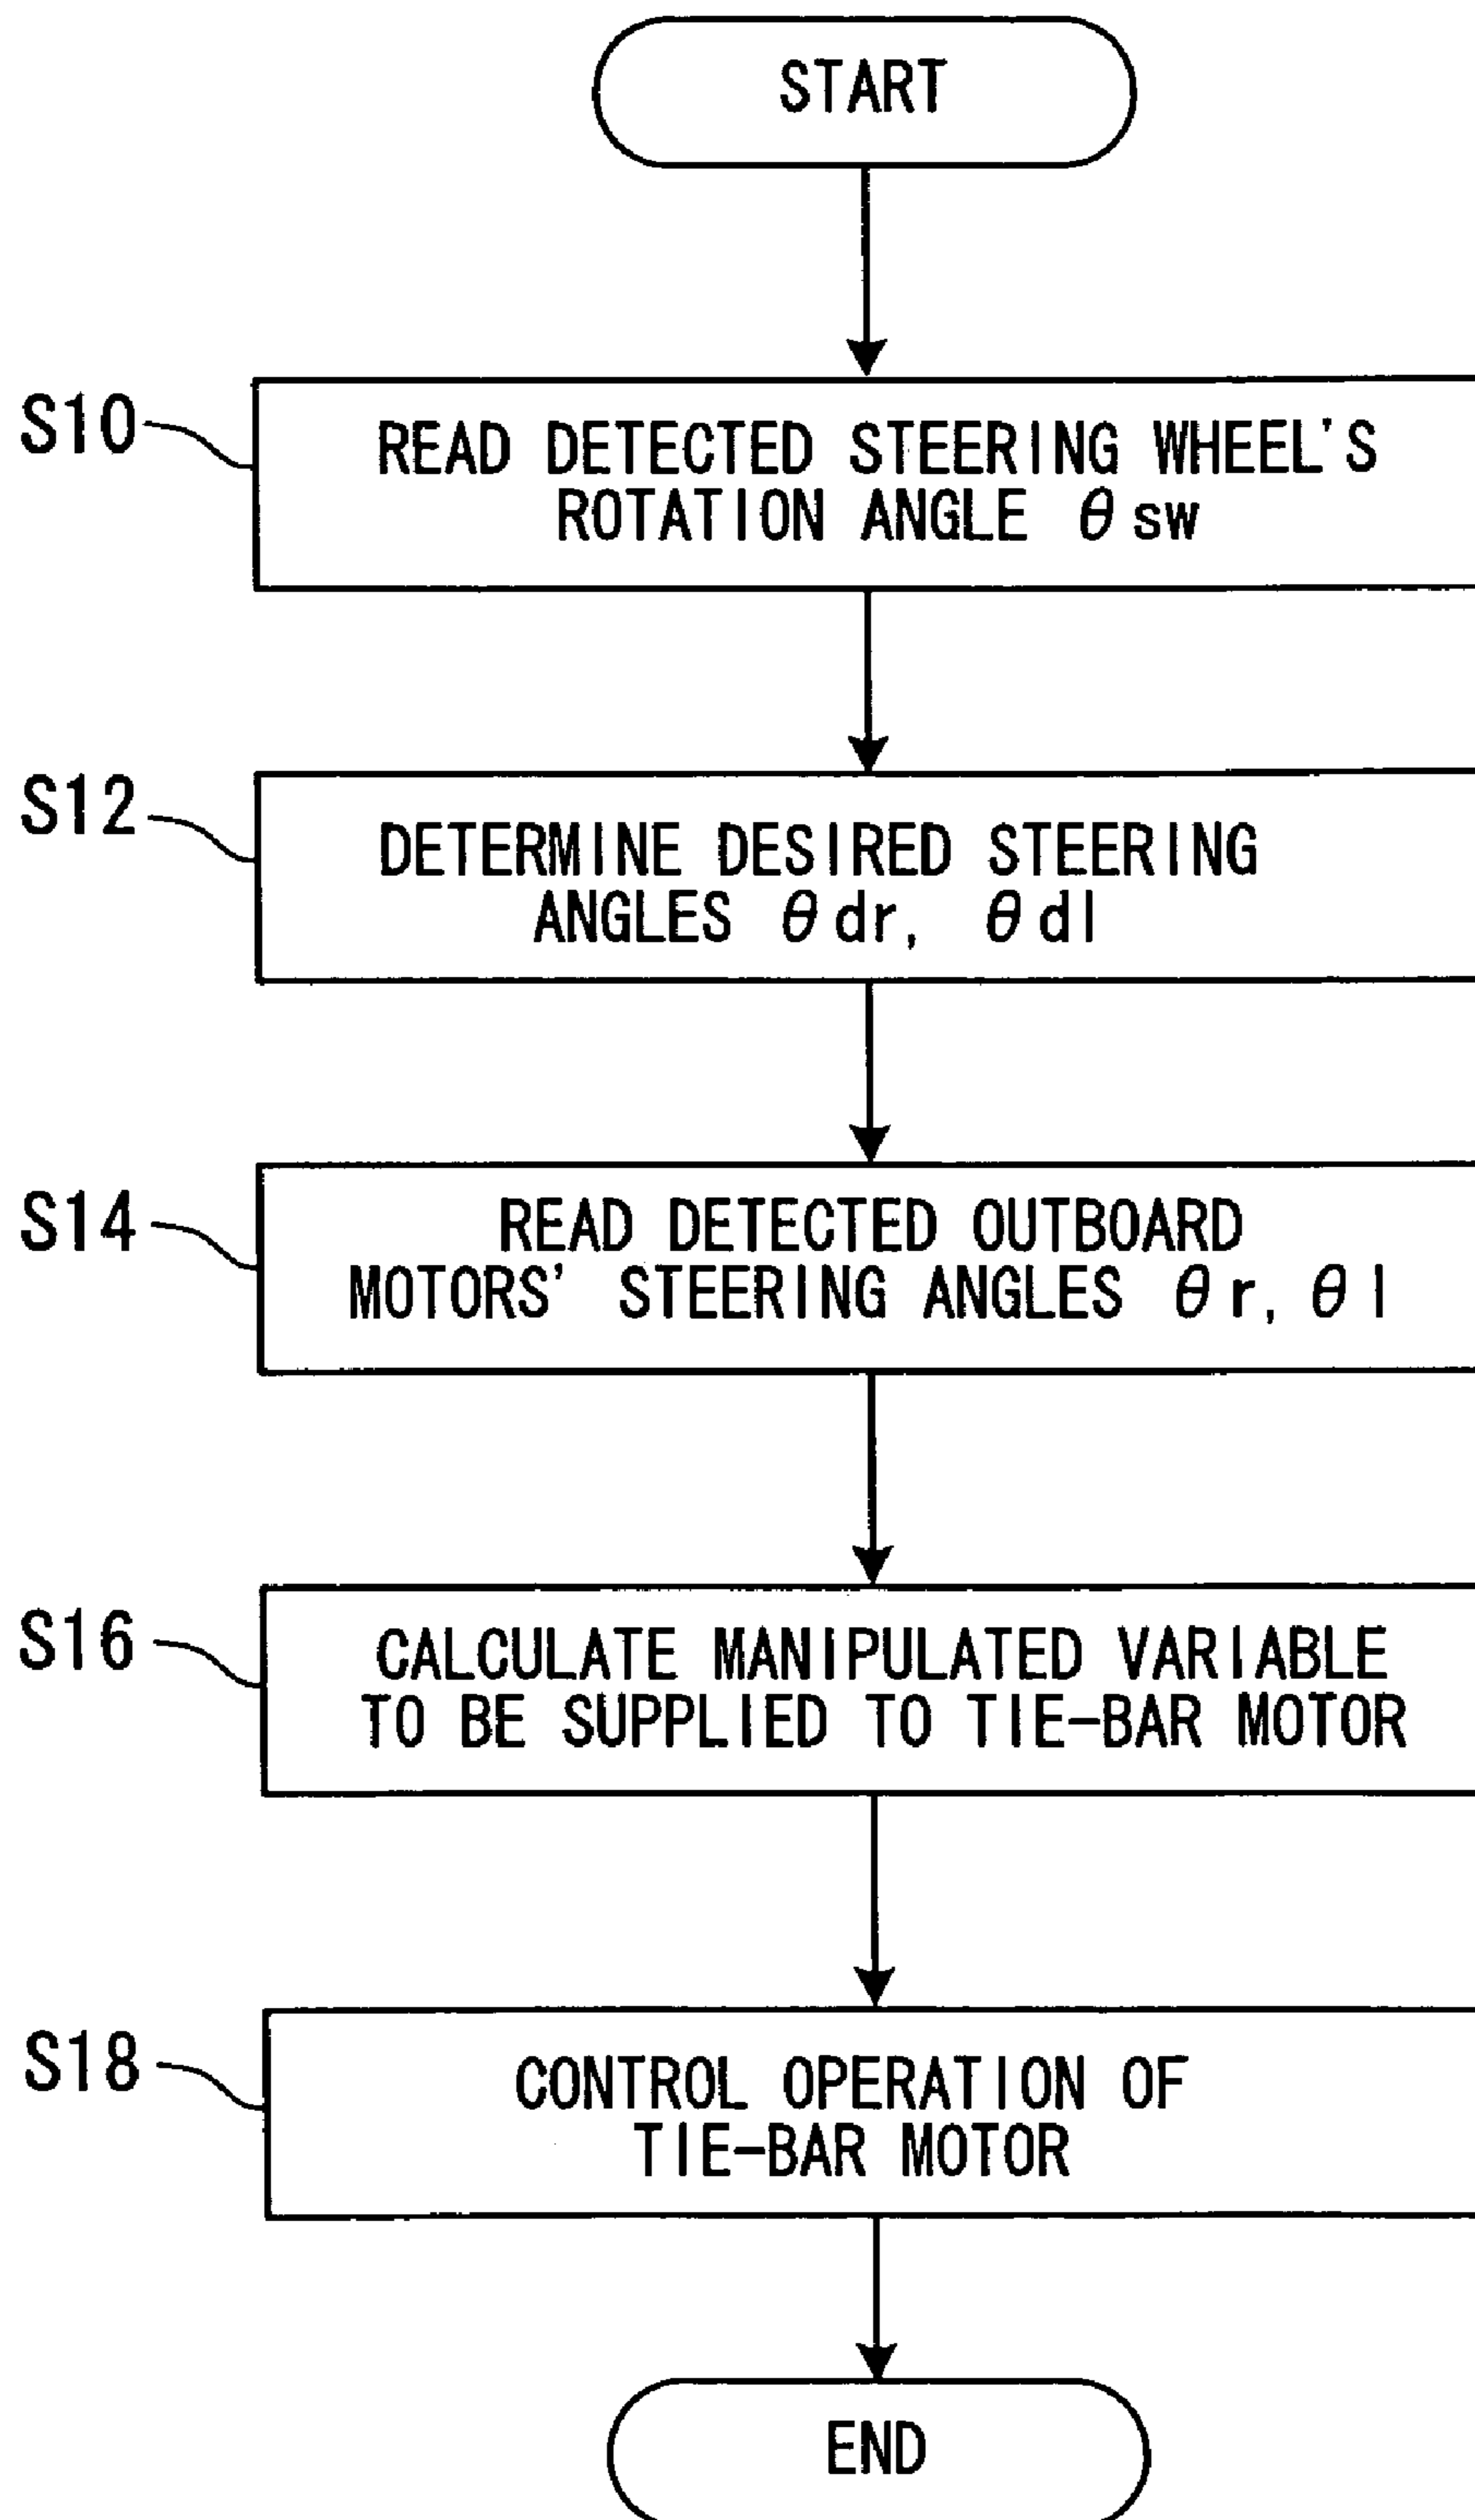 START
S10
READ DETECTED STEERING WHEEL'S
ROTATION ANGLE θsw
S12
DETERMINE DESIRED STEERING
ANGLES θdr, θdl
S14
READ DETECTED OUTBOARD
MOTORS' STEERING ANGLES θr, θl
S16
CALCULATE MANIPULATED VARIABLE
TO BE SUPPLIED TO TIE-BAR MOTOR
S18
CONTROL OPERATION OF
TIE-BAR MOTOR
END